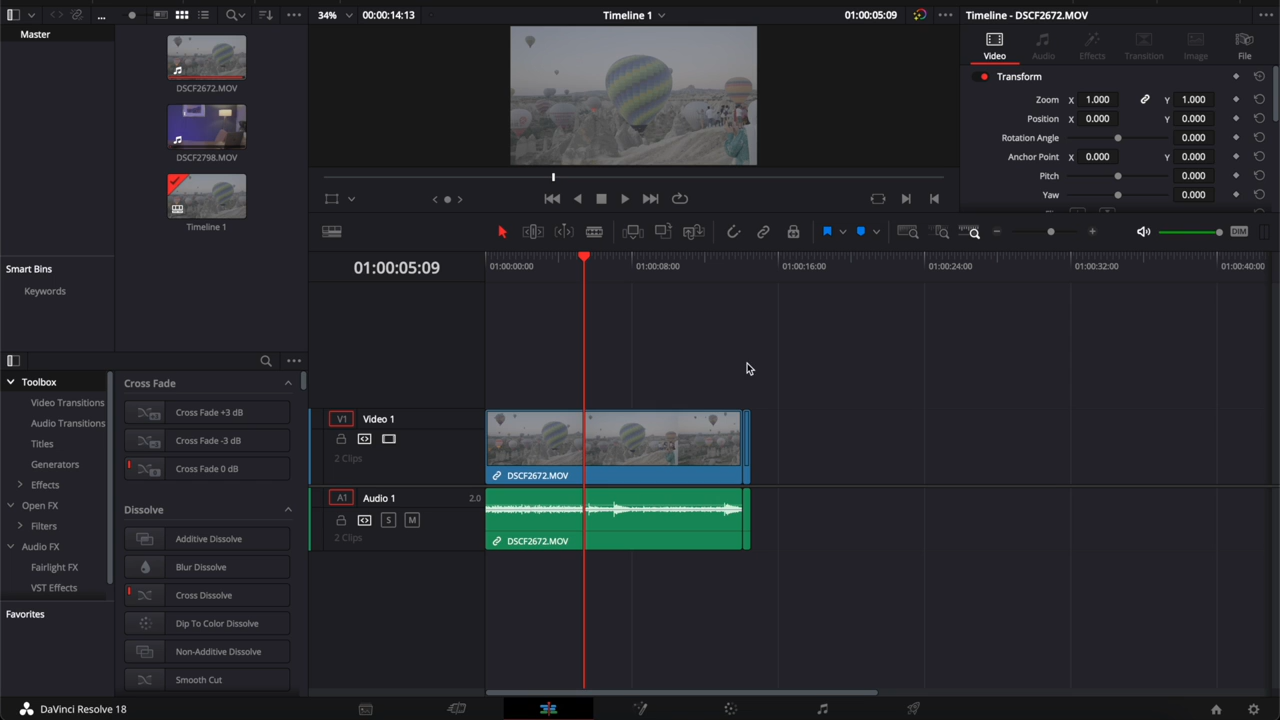 ...
34%
00:00:14:13
Timeline 1
01:00:05:09
Timeline - DSCF2672.MOV
Master
DSCF2672.MOV
DSCF2798.MOV
Timeline 1
Smart Bins
Keywords
Video
Audio
Effects
Transition
Image
File
Transform
Zoom X 1.000 Y 1.000
Position X 0.000 Y 0.000
Rotation Angle 0.000
Anchor Point X 0.000 Y 0.000
Pitch 0.000
Yaw 0.000
DIM
01:00:05:09
01:00:00:00
01:00:08:00
01:00:16:00
01:00:24:00
01:00:32:00
01:00:40:00
Toolbox
Video Transitions
Audio Transitions
Titles
Generators
Effects
Open FX
Filters
Audio FX
Fairlight FX
VST Effects
Favorites
Cross Fade
Cross Fade +3 dB
Cross Fade -3 dB
Cross Fade 0 dB
Dissolve
Additive Dissolve
Blur Dissolve
Cross Dissolve
Dip To Color Dissolve
Non-Additive Dissolve
Smooth Cut
V1 Video 1
2 Clips
DSCF2672.MOV
A1 Audio 1 2.0
S M
2 Clips
DSCF2672.MOV
DaVinci Resolve 18